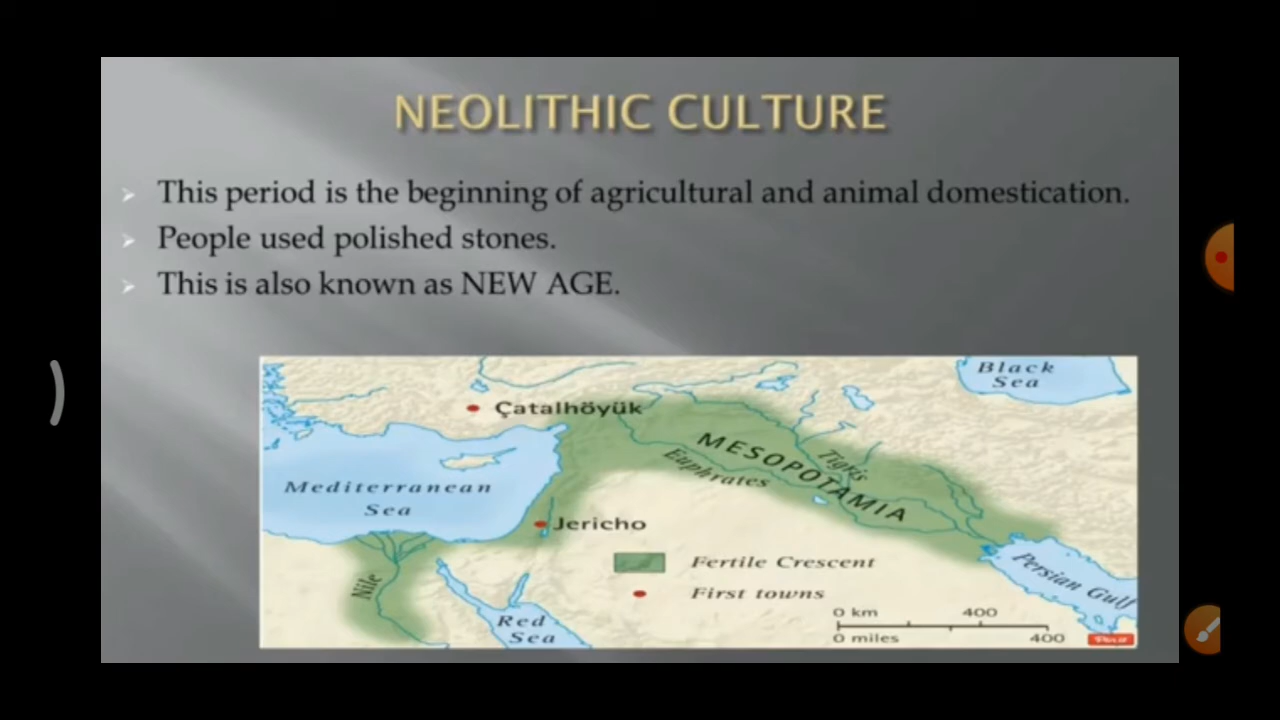 NEOLITHIC CULTURE
This period is the beginning of agricultural and animal domestication.
People used polished stones.
This is also known as NEW AGE.
Black
Sea
Çatalhöyük
MESOPOTAMIA
Tigris
Euphrates
Mediterranean
Sea
Jericho
Fertile Crescent
Persian Gulf
Nile
First towns
Red
Sea
0 km 400
0 miles 400